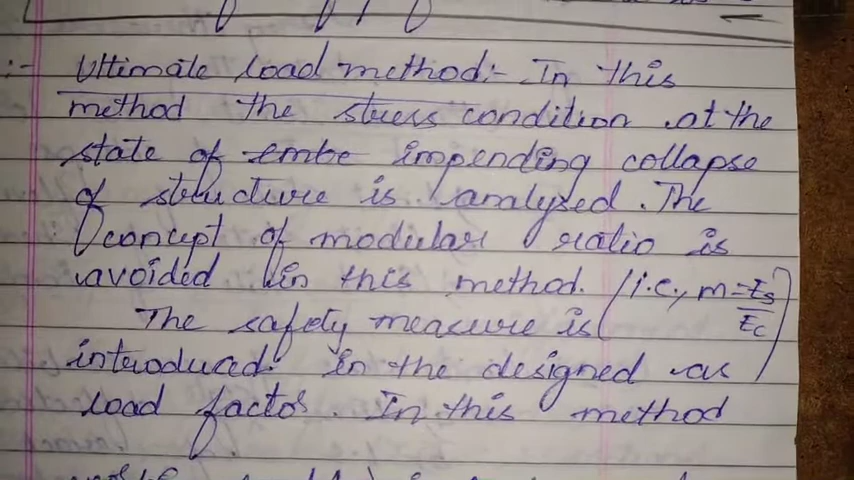 :- Ultimate load method:- In this
method the stress condition at the
state of embe impending collapse
of structure is analysed. The
concept of modular ratio is
avoided in this method. (i.e., m = Es/Ec)
The safety measure is
introduced in the designed as
load factor. In this method